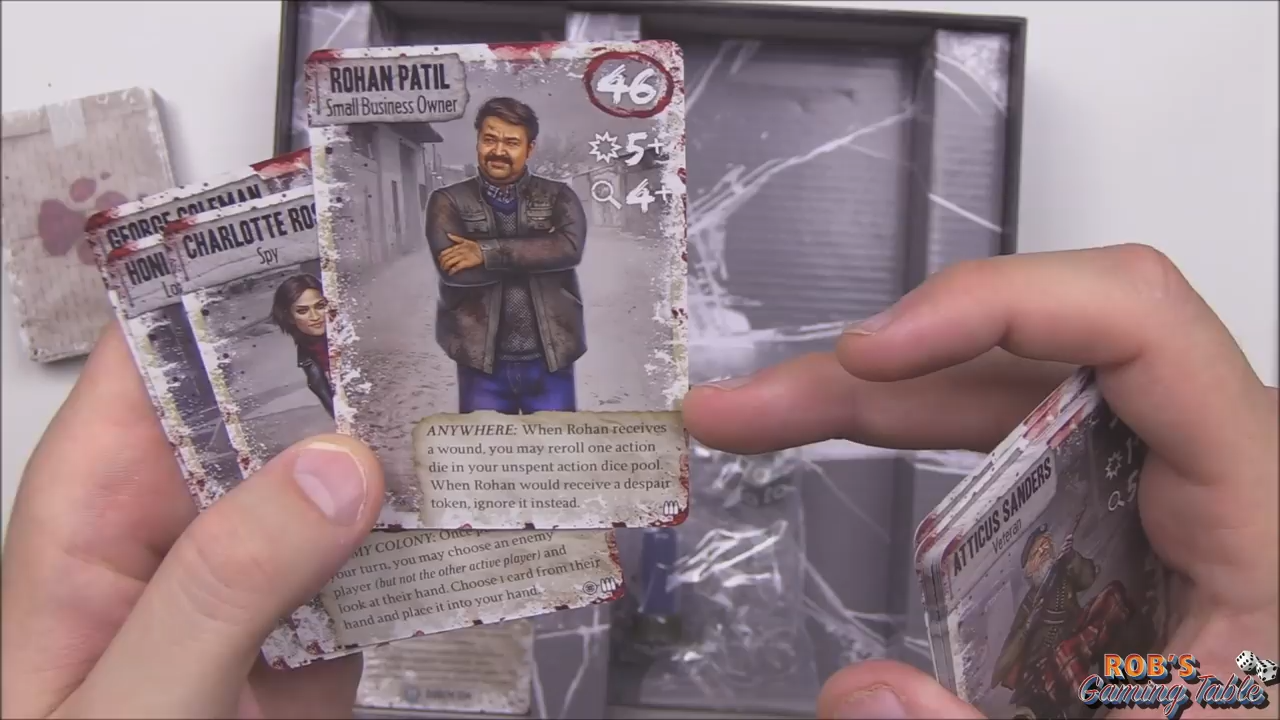 ROHAN PATIL
Small Business Owner
46
5+
4+
ANYWHERE: When Rohan receives
a wound, you may reroll one action
die in your unspent action dice pool.
When Rohan would receive a despair
token, ignore it instead.
GEORGE COLEMAN
CHARLOTTE
Spy
MY COLONY: Once
your turn, you may choose an enemy
player (but not the other active player) and
look at their hand. Choose 1 card from their
hand and place it into your hand.
ATTICUS SANDERS
Veteran
ROB'S
Gaming Table